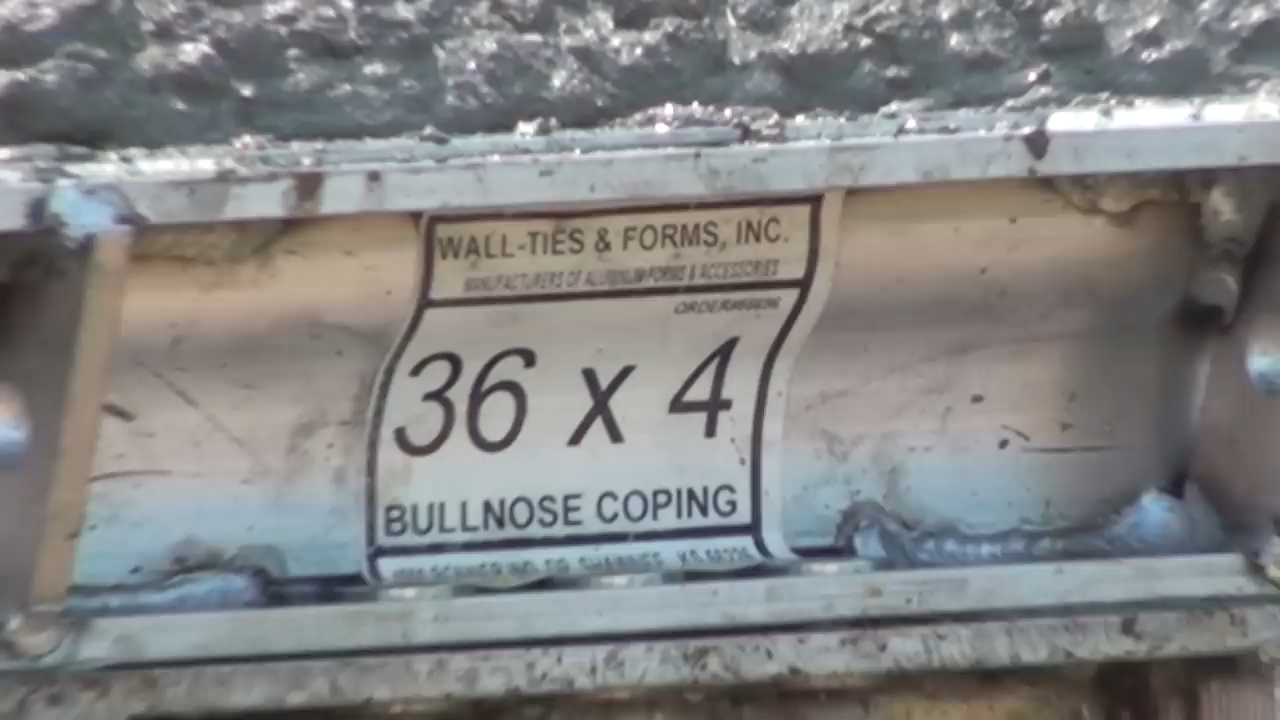 WALL-TIES & FORMS, INC.
MANUFACTURERS OF ALUMINUM FORMS & ACCESSORIES
36 x 4
BULLNOSE COPING